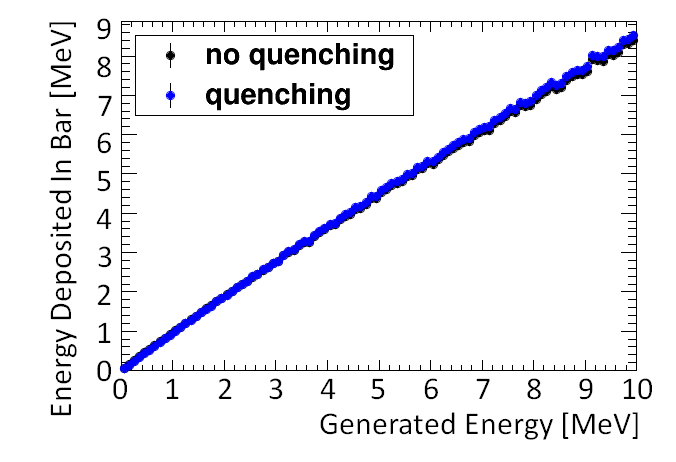 Energy Deposited In Bar [MeV]
9
8
7
6
5
4
3
2
1
0
no quenching
quenching
0 1 2 3 4 5 6 7 8 9 10
Generated Energy [MeV]